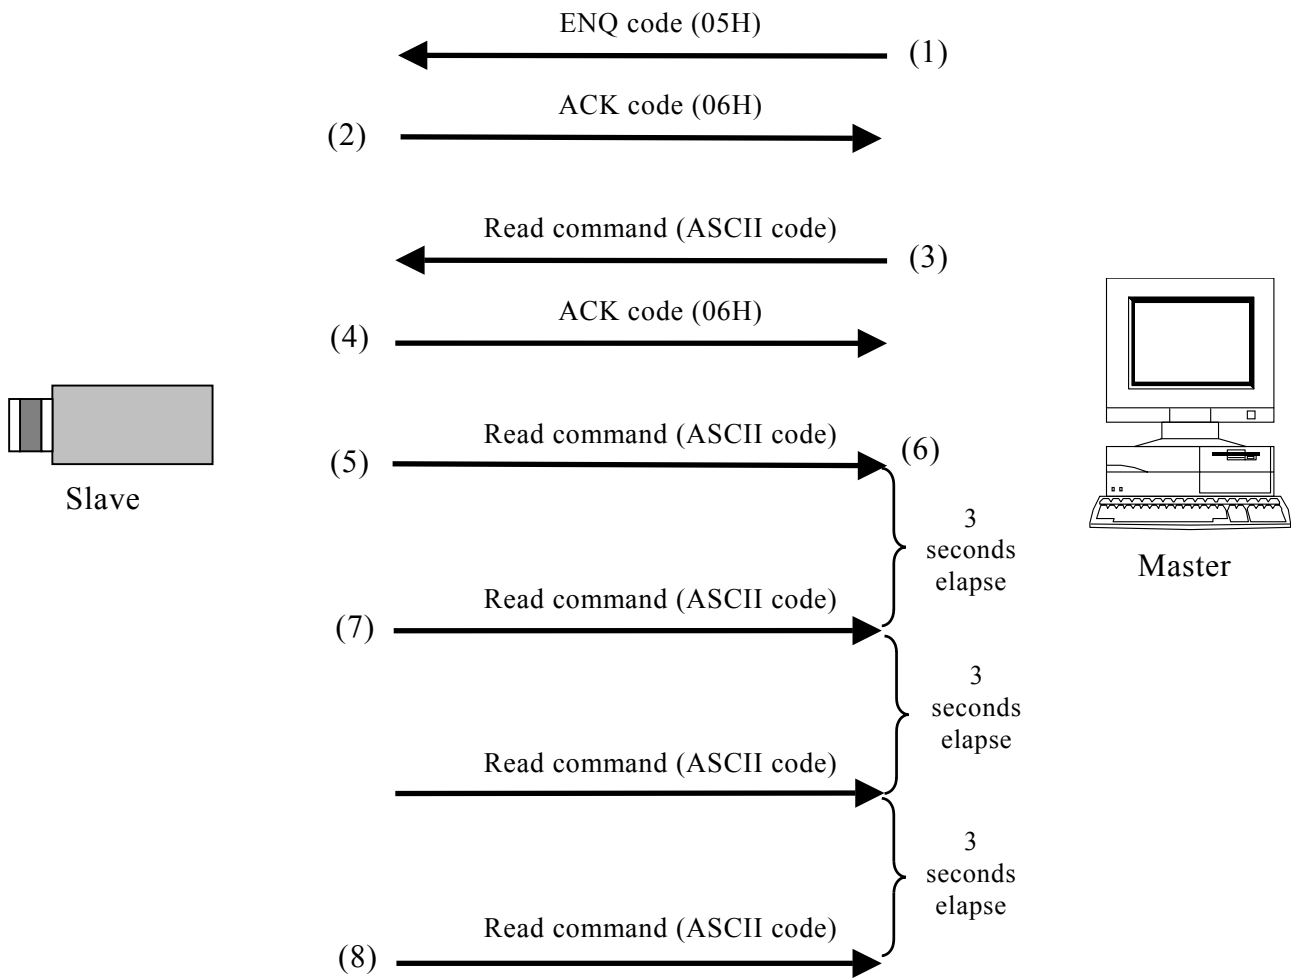 ENQ code (05H)
(1)
ACK code (06H)
(2)
Read command (ASCII code)
(3)
ACK code (06H)
(4)
Read command (ASCII code)
(5)
(6)
Slave
3
seconds
elapse
Master
Read command (ASCII code)
(7)
3
seconds
elapse
Read command (ASCII code)
3
seconds
elapse
Read command (ASCII code)
(8)